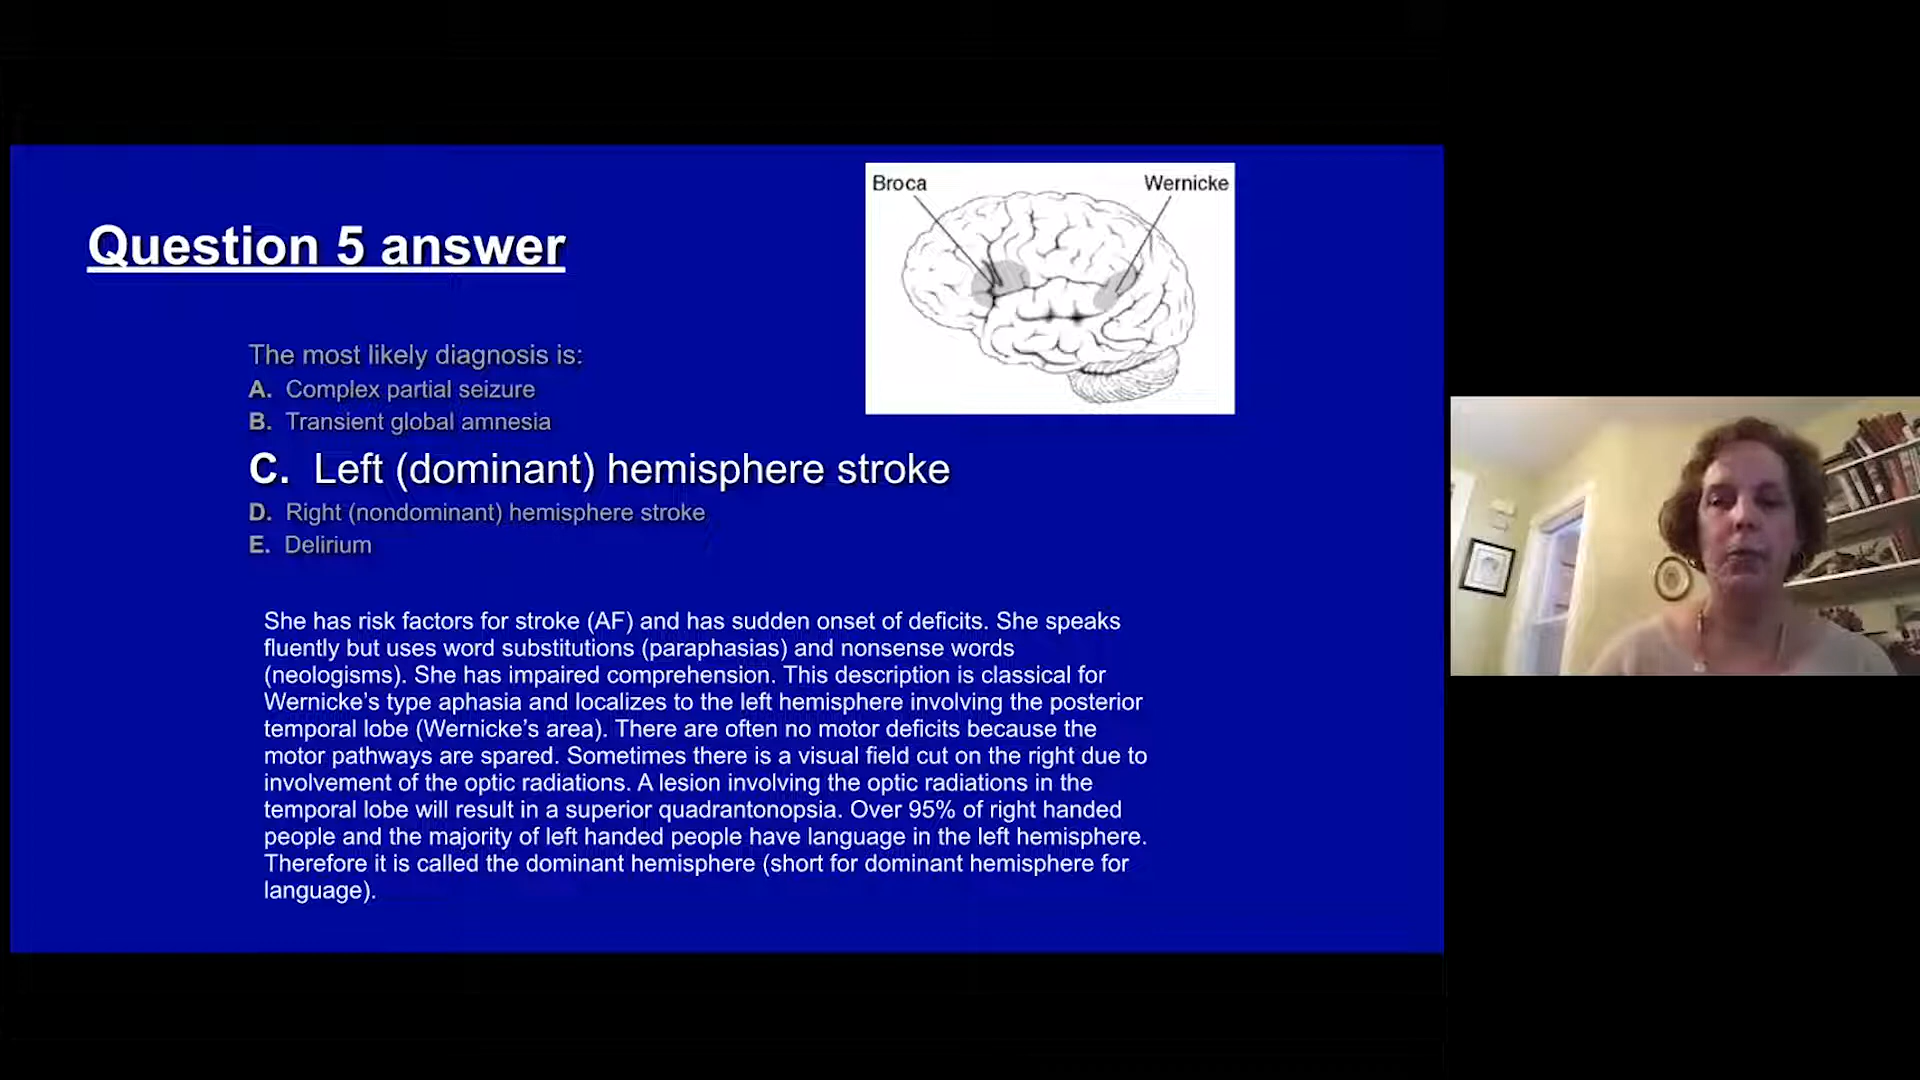 Broca
Wernicke
Question 5 answer
The most likely diagnosis is:
A. Complex partial seizure
B. Transient global amnesia
C. Left (dominant) hemisphere stroke
D. Right (nondominant) hemisphere stroke
E. Delirium
She has risk factors for stroke (AF) and has sudden onset of deficits. She speaks
fluently but uses word substitutions (paraphasias) and nonsense words
(neologisms). She has impaired comprehension. This description is classical for
Wernicke’s type aphasia and localizes to the left hemisphere involving the posterior
temporal lobe (Wernicke’s area). There are often no motor deficits because the
motor pathways are spared. Sometimes there is a visual field cut on the right due to
involvement of the optic radiations. A lesion involving the optic radiations in the
temporal lobe will result in a superior quadrantonopsia. Over 95% of right handed
people and the majority of left handed people have language in the left hemisphere.
Therefore it is called the dominant hemisphere (short for dominant hemisphere for
language).